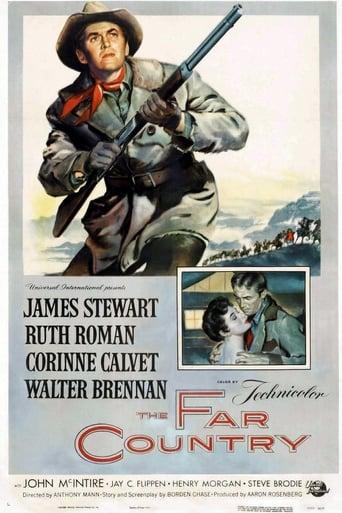 Universal International presents
JAMES STEWART
RUTH ROMAN
CORINNE CALVET
WALTER BRENNAN
COLOR BY Technicolor
THE FAR
COUNTRY
with JOHN McINTIRE • JAY C. FLIPPEN • HENRY MORGAN • STEVE BRODIE
Directed by ANTHONY MANN • Story and Screenplay by BORDEN CHASE • Produced by AARON ROSENBERG